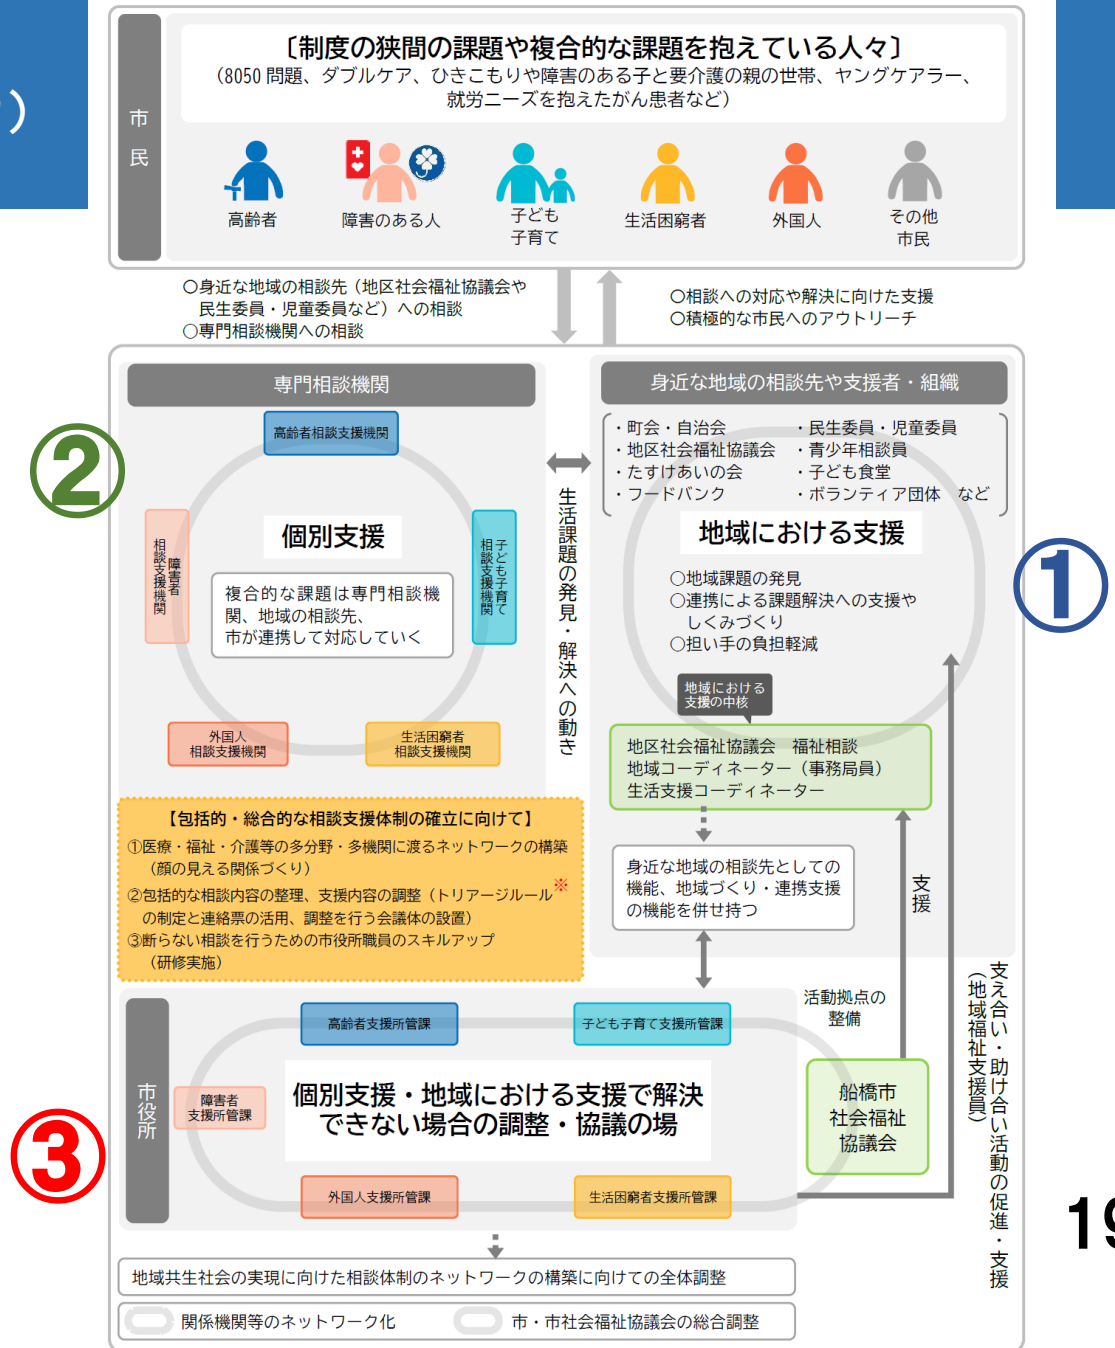 )
市民
〔制度の狭間の課題や複合的な課題を抱えている人々〕
（8050問題、ダブルケア、ひきこもりや障害のある子と要介護の親の世帯、ヤングケアラー、
就労ニーズを抱えたがん患者など）
高齢者
障害のある人
子ども
子育て
生活困窮者
外国人
その他
市民
○身近な地域の相談先（地区社会福祉協議会や
民生委員・児童委員など）への相談
○専門相談機関への相談
○相談への対応や解決に向けた支援
○積極的な市民へのアウトリーチ
②
専門相談機関
高齢者相談支援機関
障害者
相談支援機関
個別支援
子ども子育て
相談支援機関
複合的な課題は専門相談機
関、地域の相談先、
市が連携して対応していく
外国人
相談支援機関
生活困窮者
相談支援機関
生活課題の発見・解決への動き
身近な地域の相談先や支援者・組織
・町会・自治会
・地区社会福祉協議会
・たすけあいの会
・フードバンク
・民生委員・児童委員
・青少年相談員
・子ども食堂
・ボランティア団体　など
地域における支援
①
○地域課題の発見
○連携による課題解決への支援や
しくみづくり
○担い手の負担軽減
地域における
支援の中核
地区社会福祉協議会　福祉相談
地域コーディネーター（事務局員）
生活支援コーディネーター
身近な地域の相談先としての
機能、地域づくり・連携支援
の機能を併せ持つ
支援
【包括的・総合的な相談支援体制の確立に向けて】
①医療・福祉・介護等の多分野・多機関に渡るネットワークの構築
（顔の見える関係づくり）
②包括的な相談内容の整理、支援内容の調整（トリアージルール※
の制定と連絡票の活用、調整を行う会議体の設置）
③断らない相談を行うための市役所職員のスキルアップ
（研修実施）
③
市役所
高齢者支援所管課
子ども子育て支援所管課
障害者
支援所管課
個別支援・地域における支援で解決
できない場合の調整・協議の場
外国人支援所管課
生活困窮者支援所管課
活動拠点の
整備
船橋市
社会福祉
協議会
支え合い・助け合い活動の促進・支援
（地域福祉支援員）
19
地域共生社会の実現に向けた相談体制のネットワークの構築に向けての全体調整
関係機関等のネットワーク化
市・市社会福祉協議会の総合調整